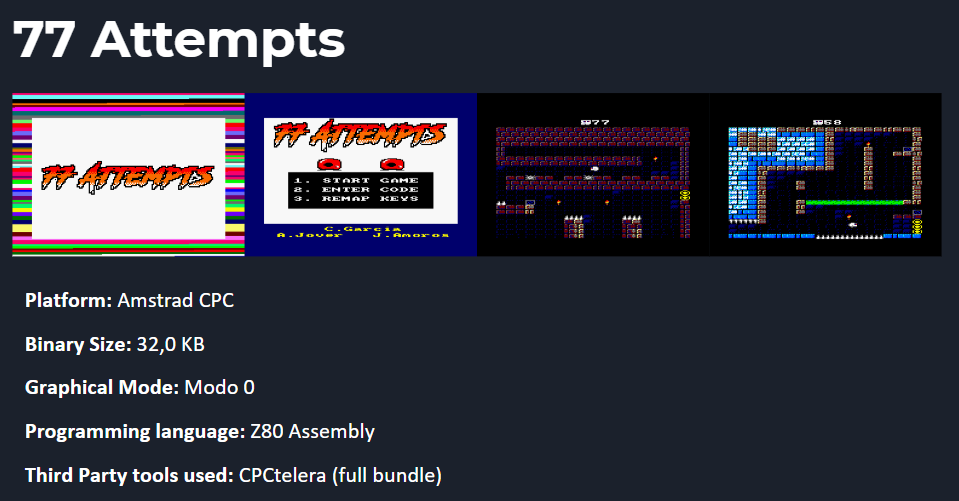 77 Attempts
77 ATTEMPTS
77 ATTEMPTS
1. START GAME
2. ENTER CODE
3. REMAP KEYS
C.Garcia
A.Jover J.Amoros
77
58
Platform: Amstrad CPC
Binary Size: 32,0 KB
Graphical Mode: Modo 0
Programming language: Z80 Assembly
Third Party tools used: CPCtelera (full bundle)